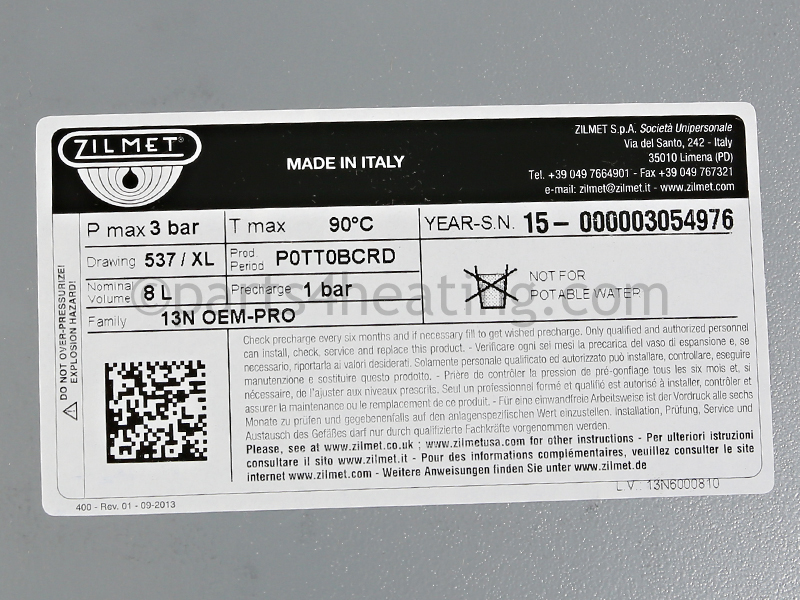 ZILMET®
MADE IN ITALY
ZILMET S.p.A. Società Unipersonale
Via del Santo, 242 - Italy
35010 Limena (PD)
Tel. +39 049 7664901 - Fax +39 049 767321
e-mail: zilmet@zilmet.it - www.zilmet.com
P max 3 bar
T max 90°C
YEAR-S.N. 15- 000003054976
Drawing 537 / XL
Prod. Period P0TT0BCRD
Nominal Volume 8 L
Precharge 1 bar
NOT FOR
POTABLE WATER
Family 13N OEM-PRO
©parts4heating.com
DO NOT OVER-PRESSURIZE!
EXPLOSION HAZARD!
Check precharge every six months and if necessary fill to get wished precharge. Only qualified and authorized personnel
can install, check, service and replace this product. - Verificare ogni sei mesi la precarica del vaso di espansione e, se
necessario, riportarla ai valori desiderati. Solamente personale qualificato ed autorizzato può installare, controllare, eseguire
manutenzione e sostituire questo prodotto. - Prière de contrôler la pression de pré-gonflage tous les six mois et, si
nécessaire, de l'ajuster aux niveaux prescrits. Seul un professionnel formé et qualifié est autorisé à installer, contrôler et
assurer la maintenance ou le remplacement de ce produit. - Für eine einwandfreie Arbeitsweise ist der Vordruck alle sechs
Monate zu prüfen und gegebenenfalls auf den anlagenspezifischen Wert einzustellen. Installation, Prüfung, Service und
Austausch des Gefäßes darf nur durch qualifizierte Fachkräfte vorgenommen werden.
Please, see at www.zilmet.co.uk ; www.zilmetusa.com for other instructions - Per ulteriori istruzioni
consultare il sito www.zilmet.it - Pour des informations complémentaires, veuillez consulter le site
internet www.zilmet.com - Weitere Anweisungen finden Sie www.zilmet.de
L.V.: 13N6000810
400 - Rev. 01 - 09-2013